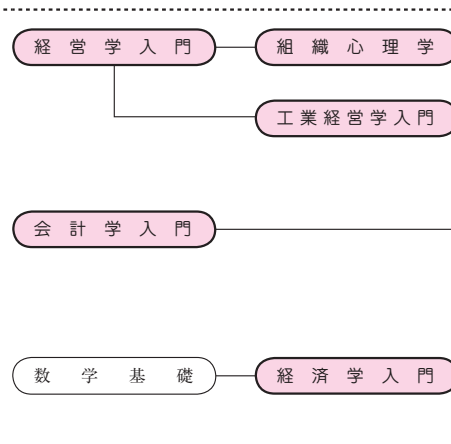 経営学入門
組織心理学
工業経営学入門
会計学入門
数学基礎
経済学入門